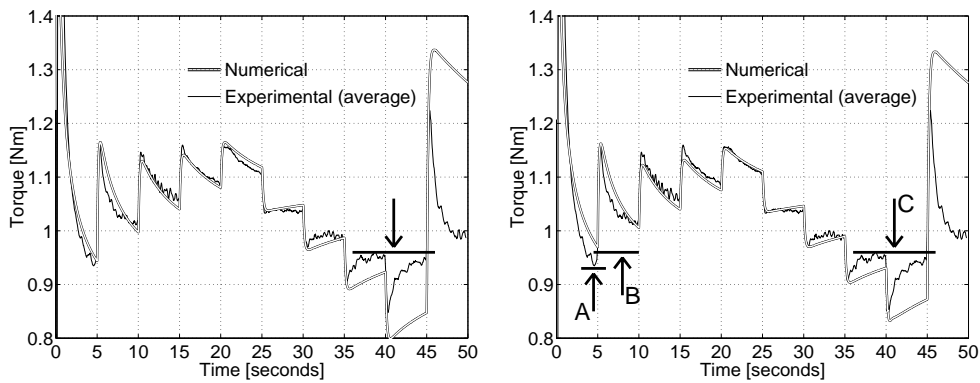 1.4
1.3
1.2
1.1
1
0.9
0.8
Torque [Nm]
Numerical
Experimental (average)
0 5 10 15 20 25 30 35 40 45 50
Time [seconds]
1.4
1.3
1.2
1.1
1
0.9
0.8
Torque [Nm]
Numerical
Experimental (average)
C
B
A
0 5 10 15 20 25 30 35 40 45 50
Time [seconds]